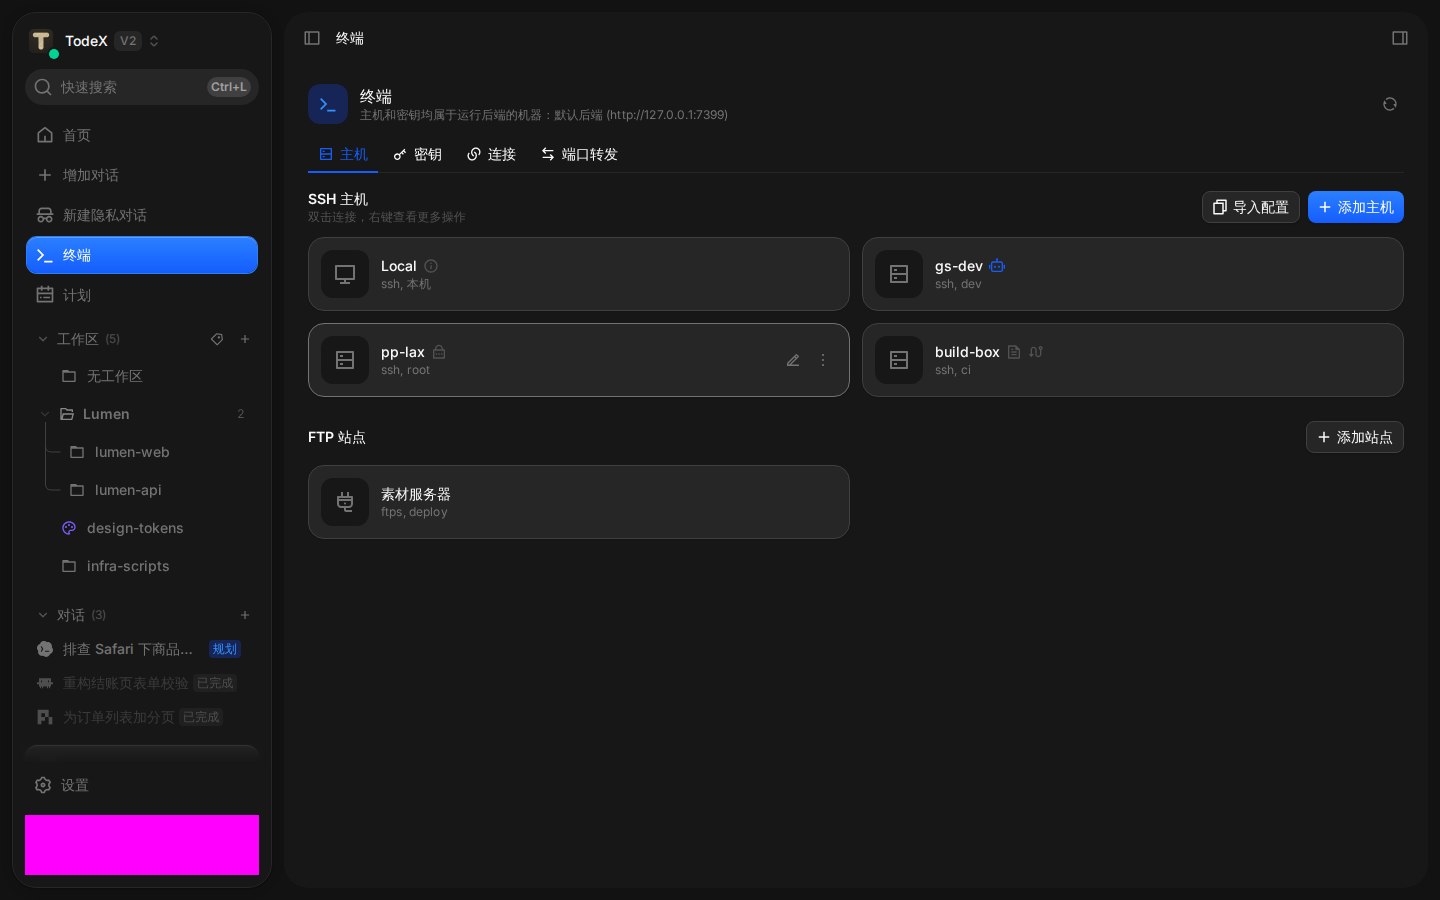 TodeX V2
快速搜索 Ctrl+L
首页
增加对话
新建隐私对话
终端
计划
工作区 (5)
无工作区
Lumen 2
lumen-web
lumen-api
design-tokens
infra-scripts
对话 (3)
排查 Safari 下商品... 规划
重构结账页表单校验 已完成
为订单列表加分页 已完成
设置
终端
终端
主机和密钥均属于运行后端的机器：默认后端 (http://127.0.0.1:7399)
主机 密钥 连接 端口转发
SSH 主机
双击连接，右键查看更多操作
导入配置 添加主机
Local
ssh, 本机
gs-dev
ssh, dev
pp-lax
ssh, root
build-box
ssh, ci
FTP 站点
添加站点
素材服务器
ftps, deploy